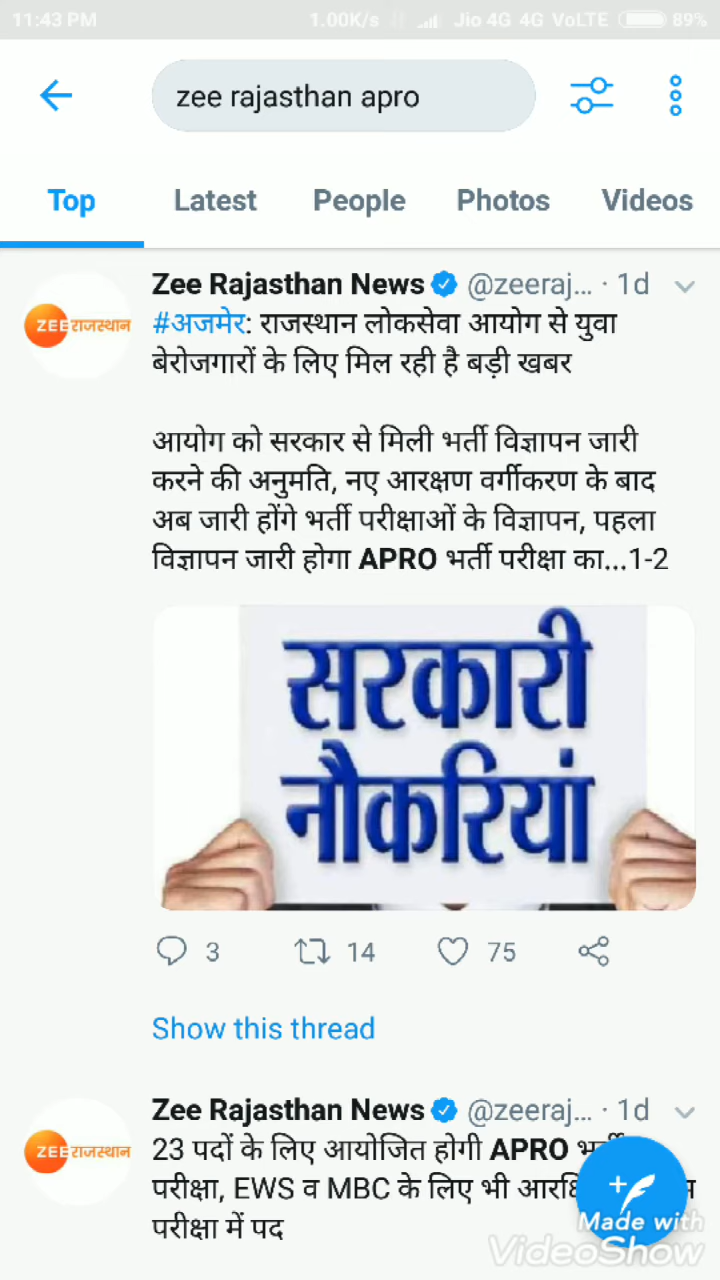 11:43 PM 1.00K/s Jio 4G 4G VoLTE 89%
zee rajasthan apro
Top Latest People Photos Videos
Zee Rajasthan News @zeeraj... · 1d
ZEE राजस्थान
#अजमेर: राजस्थान लोकसेवा आयोग से युवा
बेरोजगारों के लिए मिल रही है बड़ी खबर
आयोग को सरकार से मिली भर्ती विज्ञापन जारी
करने की अनुमति, नए आरक्षण वर्गीकरण के बाद
अब जारी होंगे भर्ती परीक्षाओं के विज्ञापन, पहला
विज्ञापन जारी होगा APRO भर्ती परीक्षा का...1-2
सरकारी
नौकरियां
3 14 75
Show this thread
Zee Rajasthan News @zeeraj... · 1d
ZEE राजस्थान
23 पदों के लिए आयोजित होगी APRO
परीक्षा, EWS व MBC के लिए भी
परीक्षा में पद
Made with
VideoShow